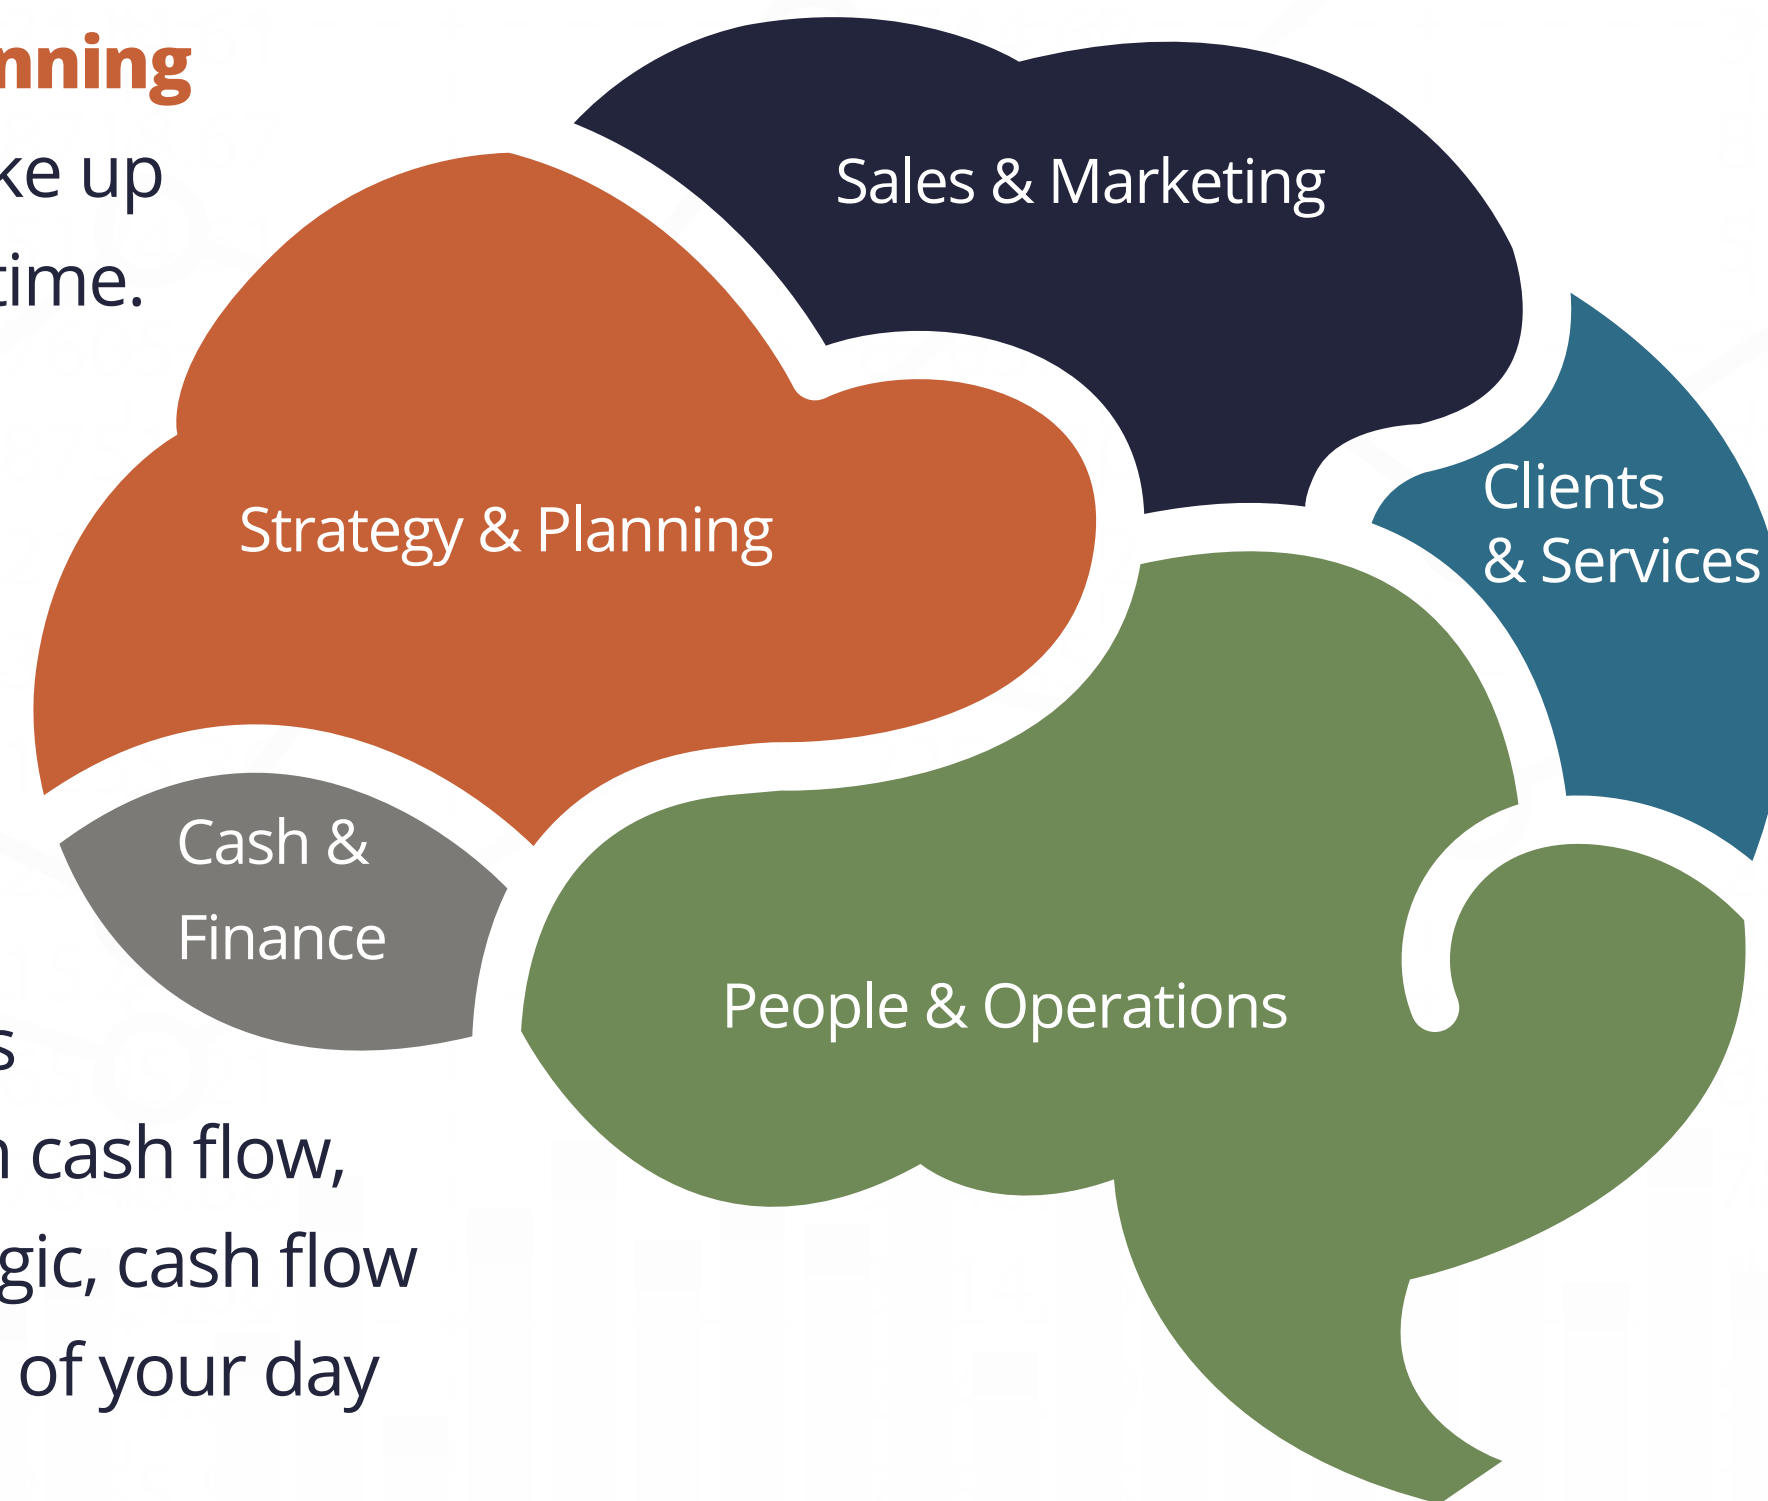 nning
ke up
time.
Sales & Marketing
Clients
& Services
Strategy & Planning
Cash &
Finance
People & Operations
s
n cash flow,
gic, cash flow
of your day